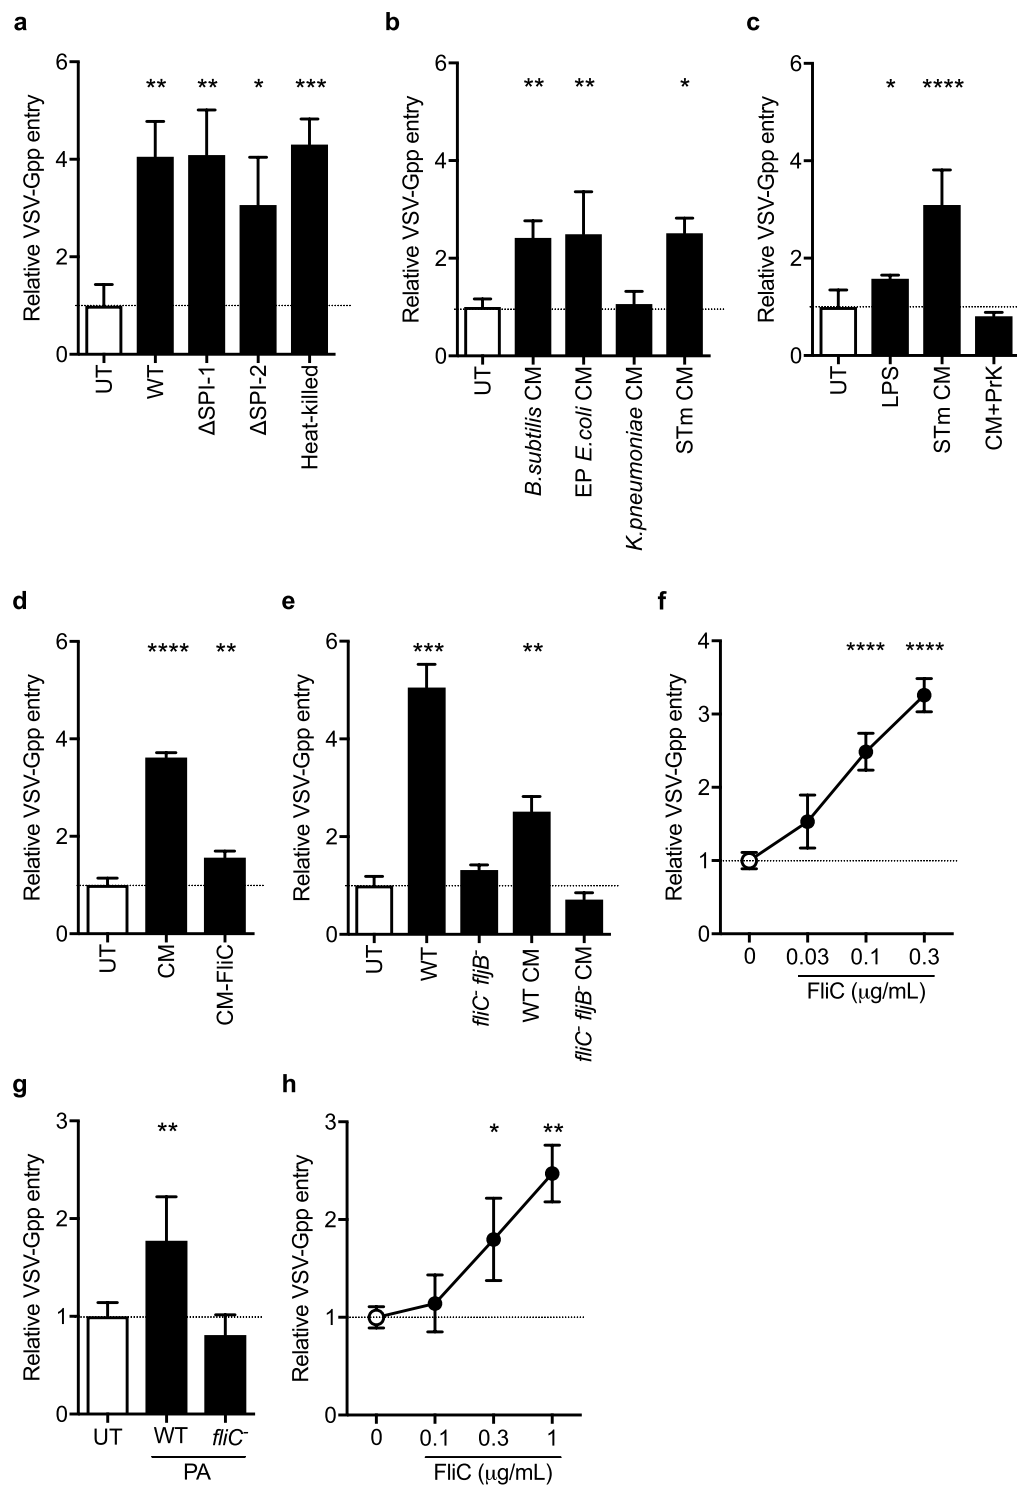 a
Relative VSV-Gpp entry
6
4
2
0
** ** * ***
UT WT ΔSPI-1 ΔSPI-2 Heat-killed
b
Relative VSV-Gpp entry
6
4
2
0
** ** *
UT B.subtilis CM EP E.coli CM K.pneumoniae CM STm CM
c
Relative VSV-Gpp entry
6
4
2
0
* ****
UT LPS STm CM CM+PrK
d
Relative VSV-Gpp entry
6
4
2
0
**** **
UT CM CM-FliC
e
Relative VSV-Gpp entry
6
4
2
0
*** **
UT WT fliC⁻ fljB⁻ WT CM fliC⁻ fljB⁻ CM
f
Relative VSV-Gpp entry
4
3
2
1
0
**** ****
0 0.03 0.1 0.3
FliC (μg/mL)
g
Relative VSV-Gpp entry
3
2
1
0
**
UT WT fliC⁻
PA
h
Relative VSV-Gpp entry
3
2
1
0
* **
0 0.1 0.3 1
FliC (μg/mL)